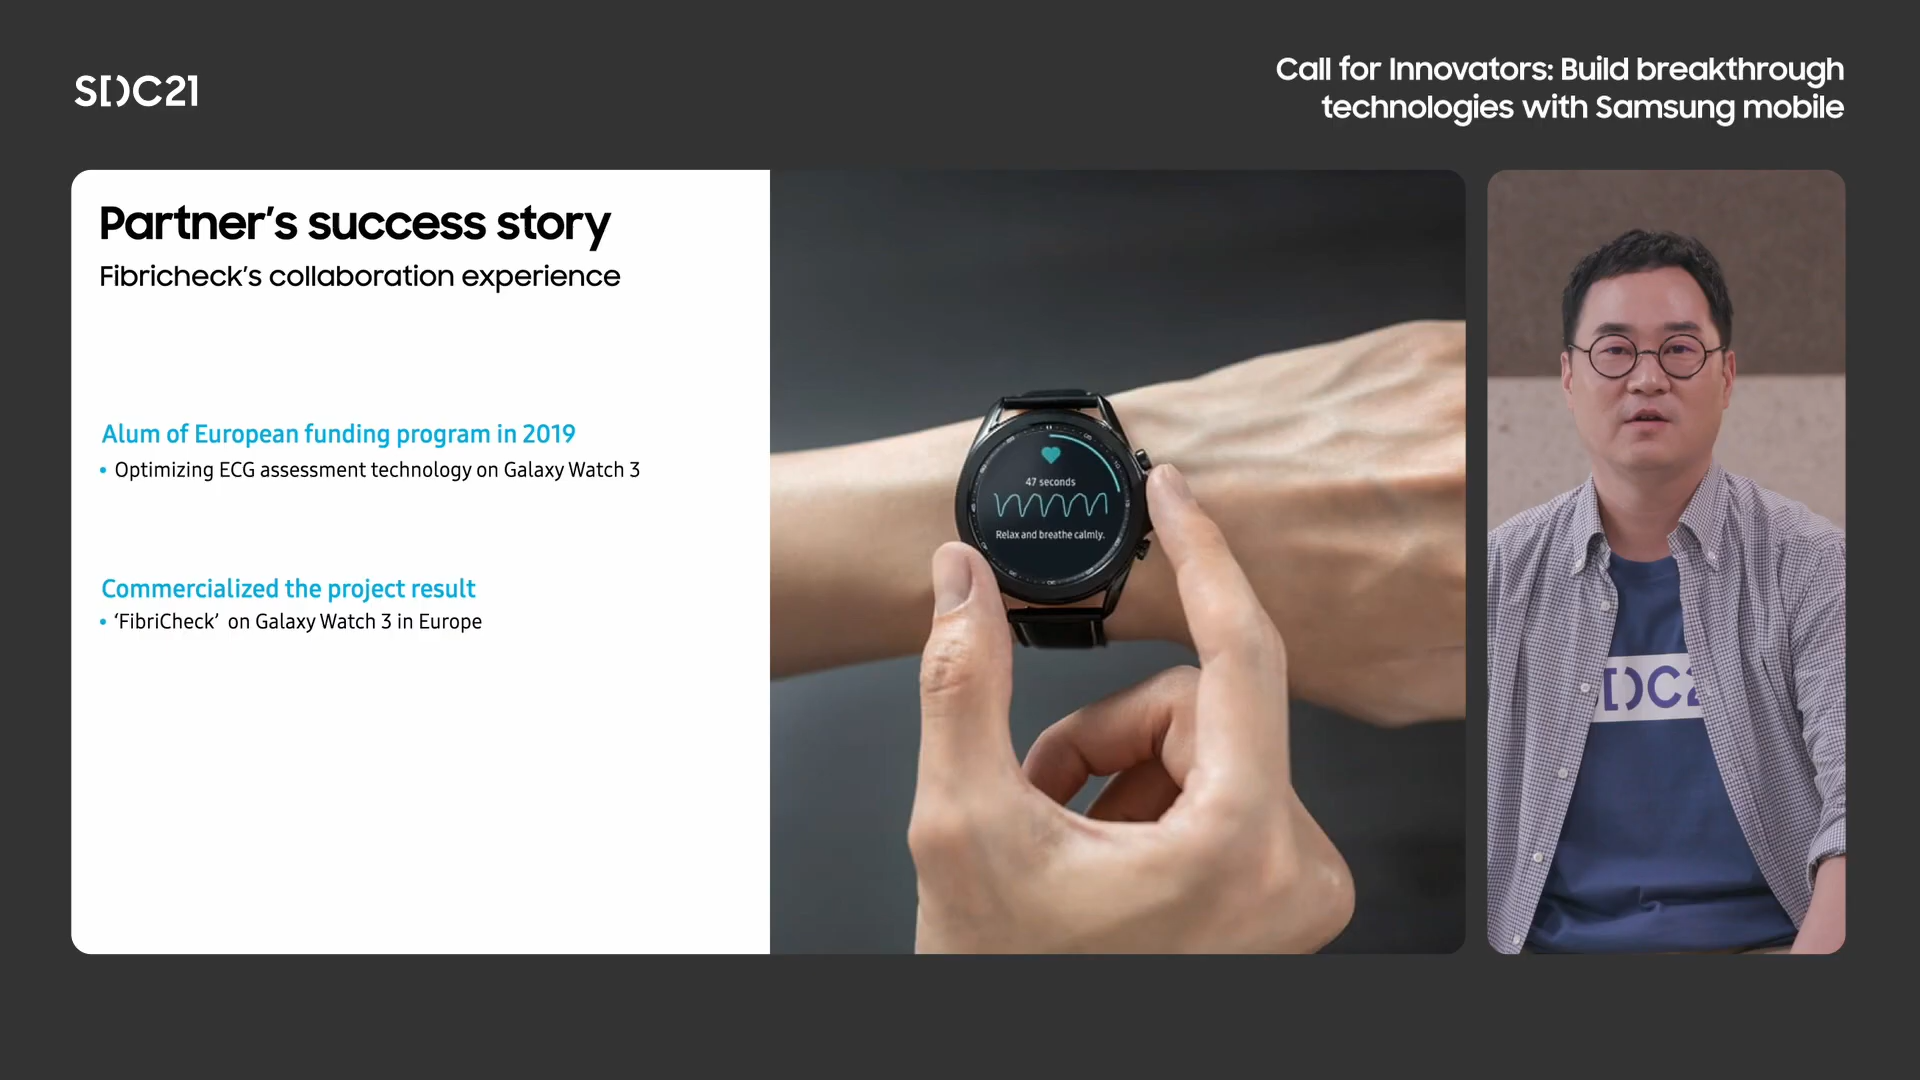 SDC21
Call for Innovators: Build breakthrough
technologies with Samsung mobile
Partner's success story
Fibricheck's collaboration experience
Alum of European funding program in 2019
• Optimizing ECG assessment technology on Galaxy Watch 3
Commercialized the project result
• ‘FibriCheck’ on Galaxy Watch 3 in Europe
47 seconds
Relax and breathe calmly.
SDC2